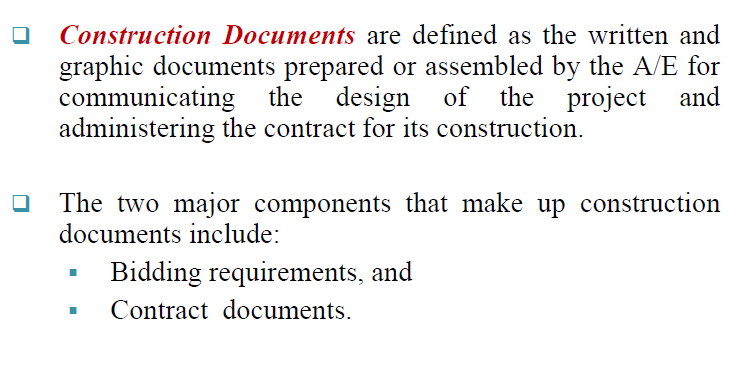 Construction Documents are defined as the written and
graphic documents prepared or assembled by the A/E for
communicating the design of the project and
administering the contract for its construction.
The two major components that make up construction
documents include:
Bidding requirements, and
Contract documents.